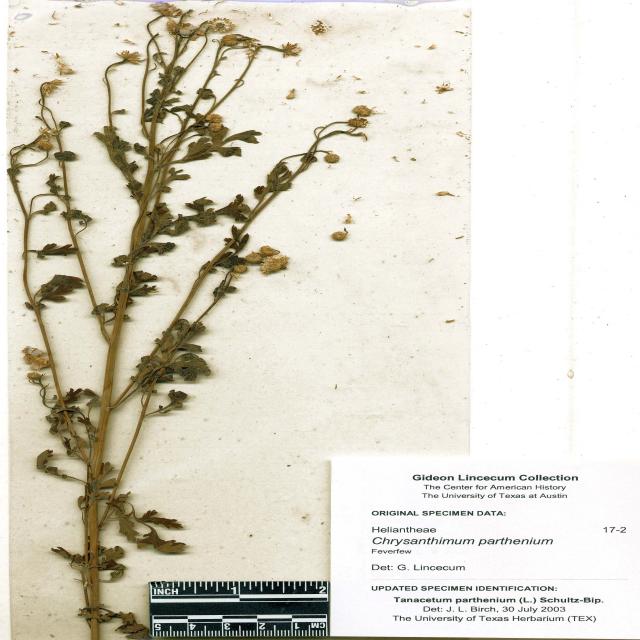 Gideon Lincecum Collection
The Center for American History
The University of Texas at Austin
ORIGINAL SPECIMEN DATA:
Heliantheae 17-2
Chrysanthimum parthenium
Feverfew
Det: G. Lincecum
UPDATED SPECIMEN IDENTIFICATION:
Tanacetum parthenium (L.) Schultz-Bip.
Det: J. L. Birch, 30 July 2003
The University of Texas Herbarium (TEX)
INCH 1 2
5 4 3 2 1 CM